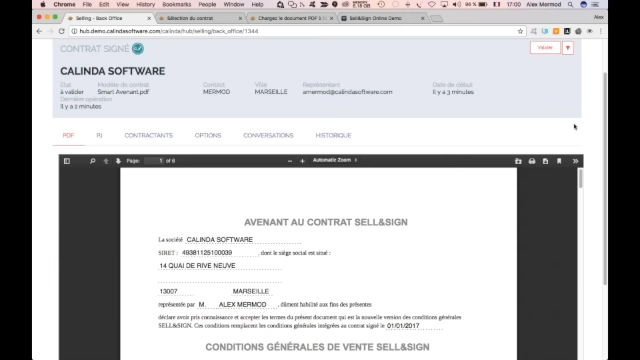 Chrome File Edit View History Bookmarks People Window Help 17:00 Alex Mermod
Selling - Back Office Sélection du contrat Chargez le document PDF à Sell&Sign Online Demo Alex
hub.demo.calindasoftware.com/calinda/hub/selling/back_office/1344
CONTRAT SIGNÉ Valider
CALINDA SOFTWARE
Etat Modèle de contrat Contact Ville Représentant Date de début
à valider Smart Avenant.pdf MERMOD MARSEILLE amermod@calindasoftware.com Il y a 3 minutes
Dernière opération
Il y a 2 minutes
PDF PJ CONTRACTANTS OPTIONS CONVERSATIONS HISTORIQUE
Page: 1 of 6 Automatic Zoom
AVENANT AU CONTRAT SELL&SIGN
La société CALINDA SOFTWARE
SIRET : 49381125100039 , dont le siège social est situé :
14 QUAI DE RIVE NEUVE
13007 MARSEILLE
représentée par M. ALEX MERMOD , dûment habilité aux fins des présentes
déclare avoir pris connaissance et accepter les termes du présent document qui est la nouvelle version des conditions générales
SELL&SIGN. Ces conditions remplacent les conditions générales intégrées au contrat signé le 01/01/2017
CONDITIONS GÉNÉRALES DE VENTE SELL&SIGN